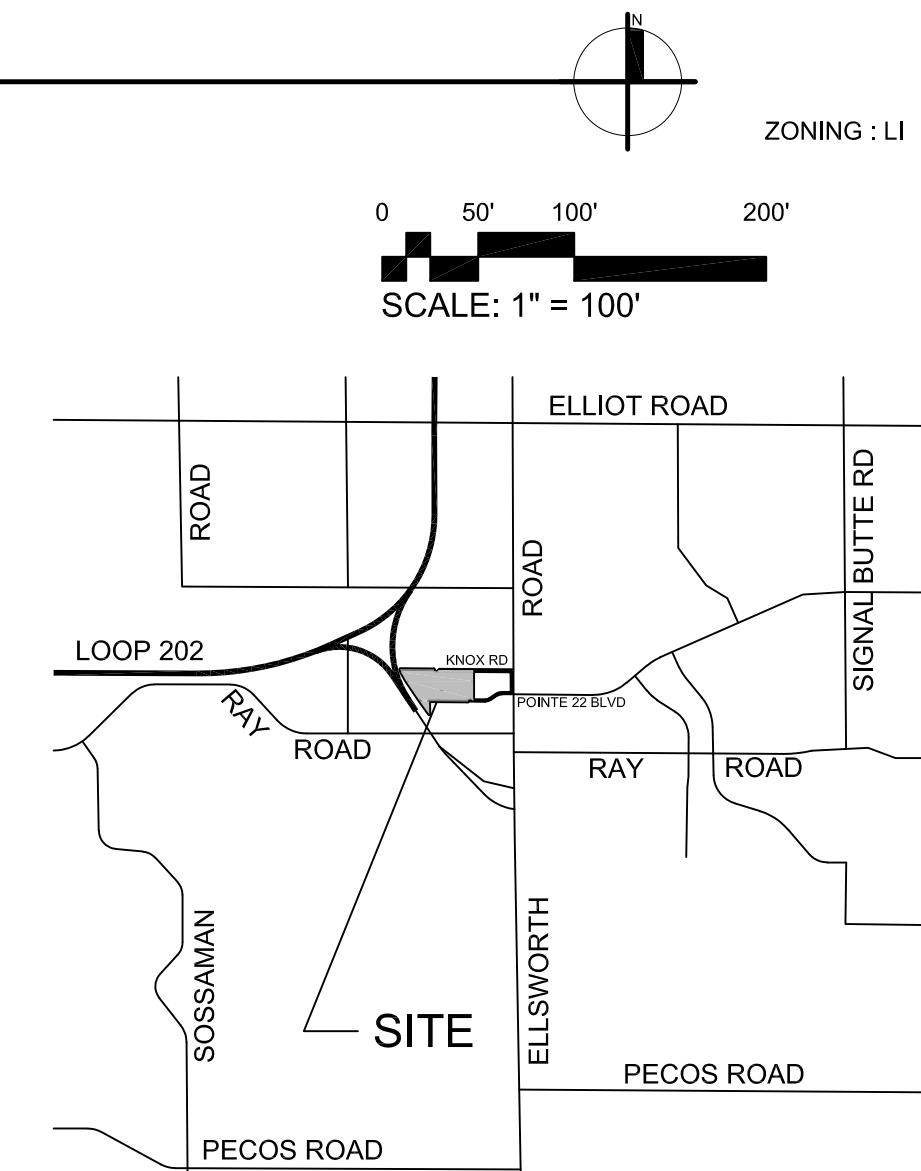 N
ZONING : LI
0 50' 100' 200'
SCALE: 1" = 100'
ELLIOT ROAD
ROAD
ROAD
SIGNAL BUTTE RD
LOOP 202
KNOX RD
POINTE 22 BLVD
RAY
ROAD
RAY
ROAD
SOSSAMAN
ELLSWORTH
SITE
PECOS ROAD
PECOS ROAD